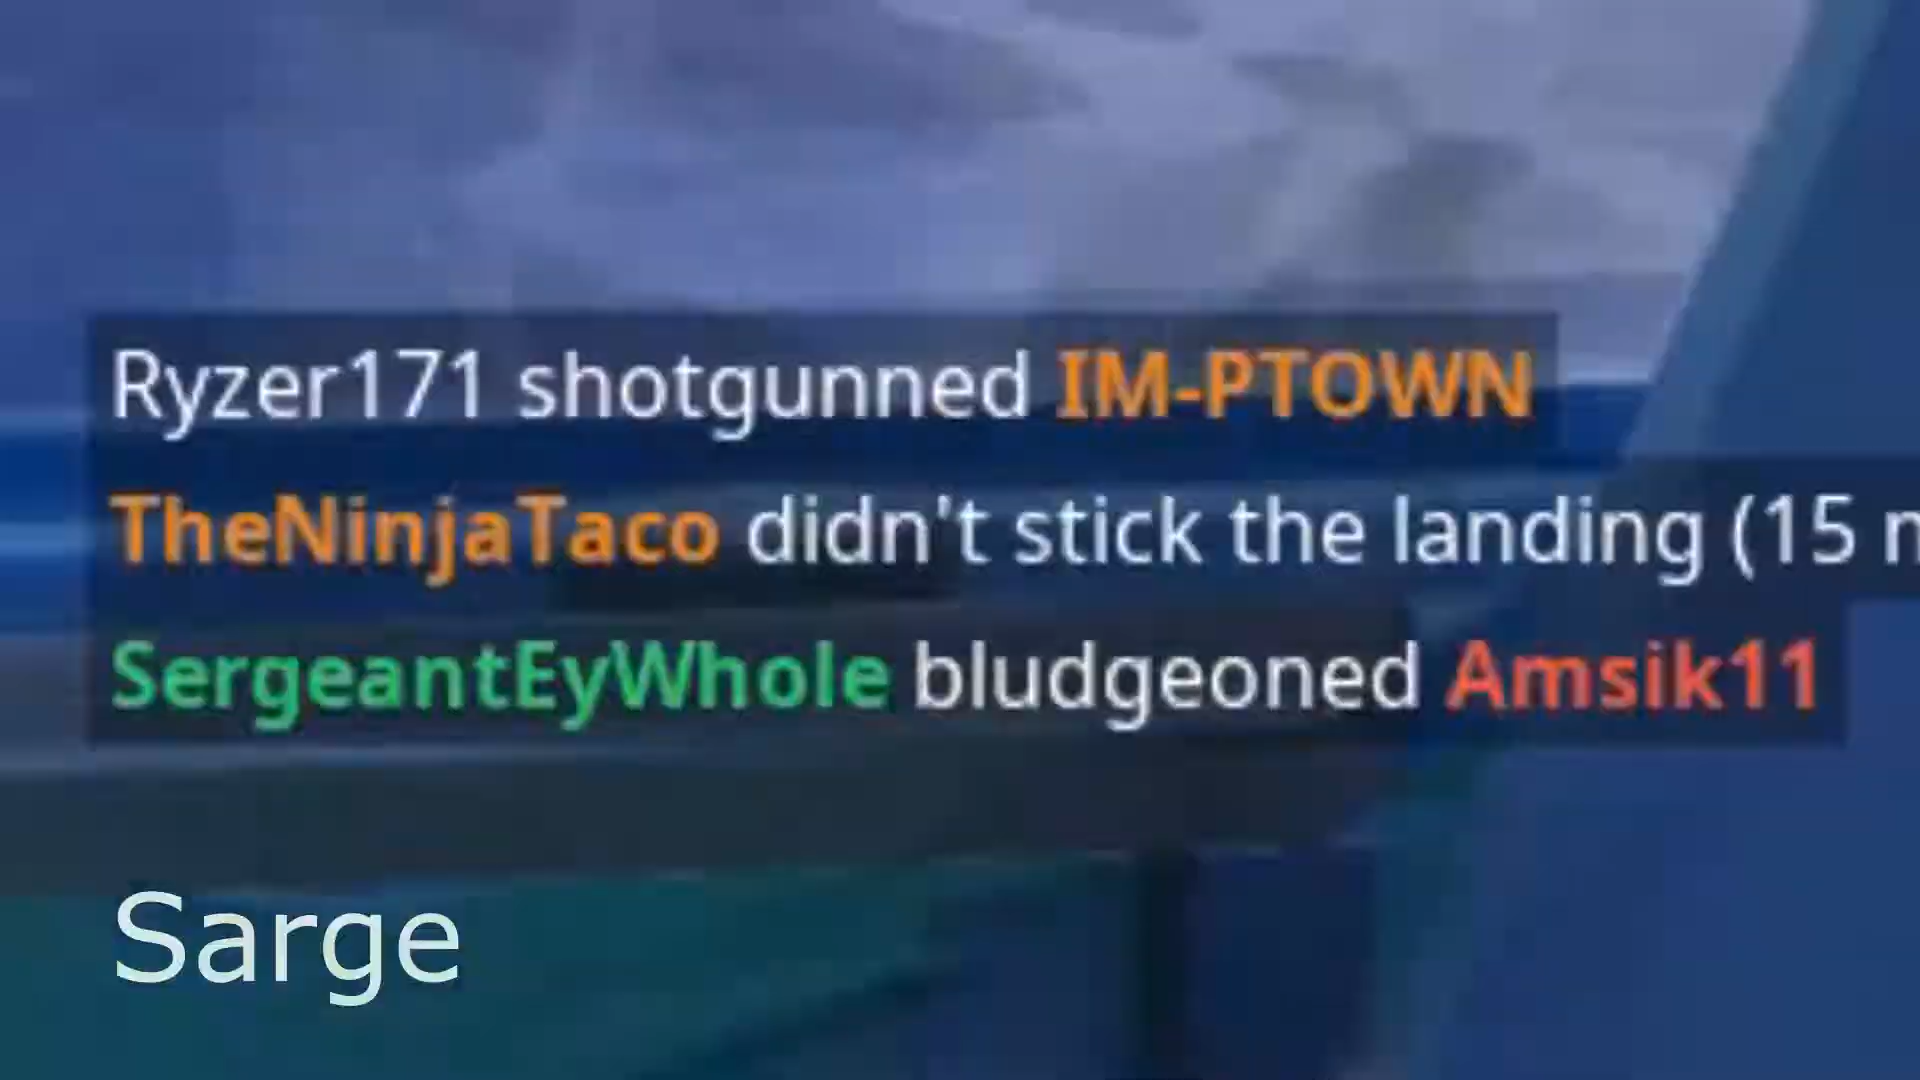 Ryzer171 shotgunned IM-PTOWN
TheNinjaTaco didn't stick the landing (15
SergeantEyWhole bludgeoned Amsik11
Sarge